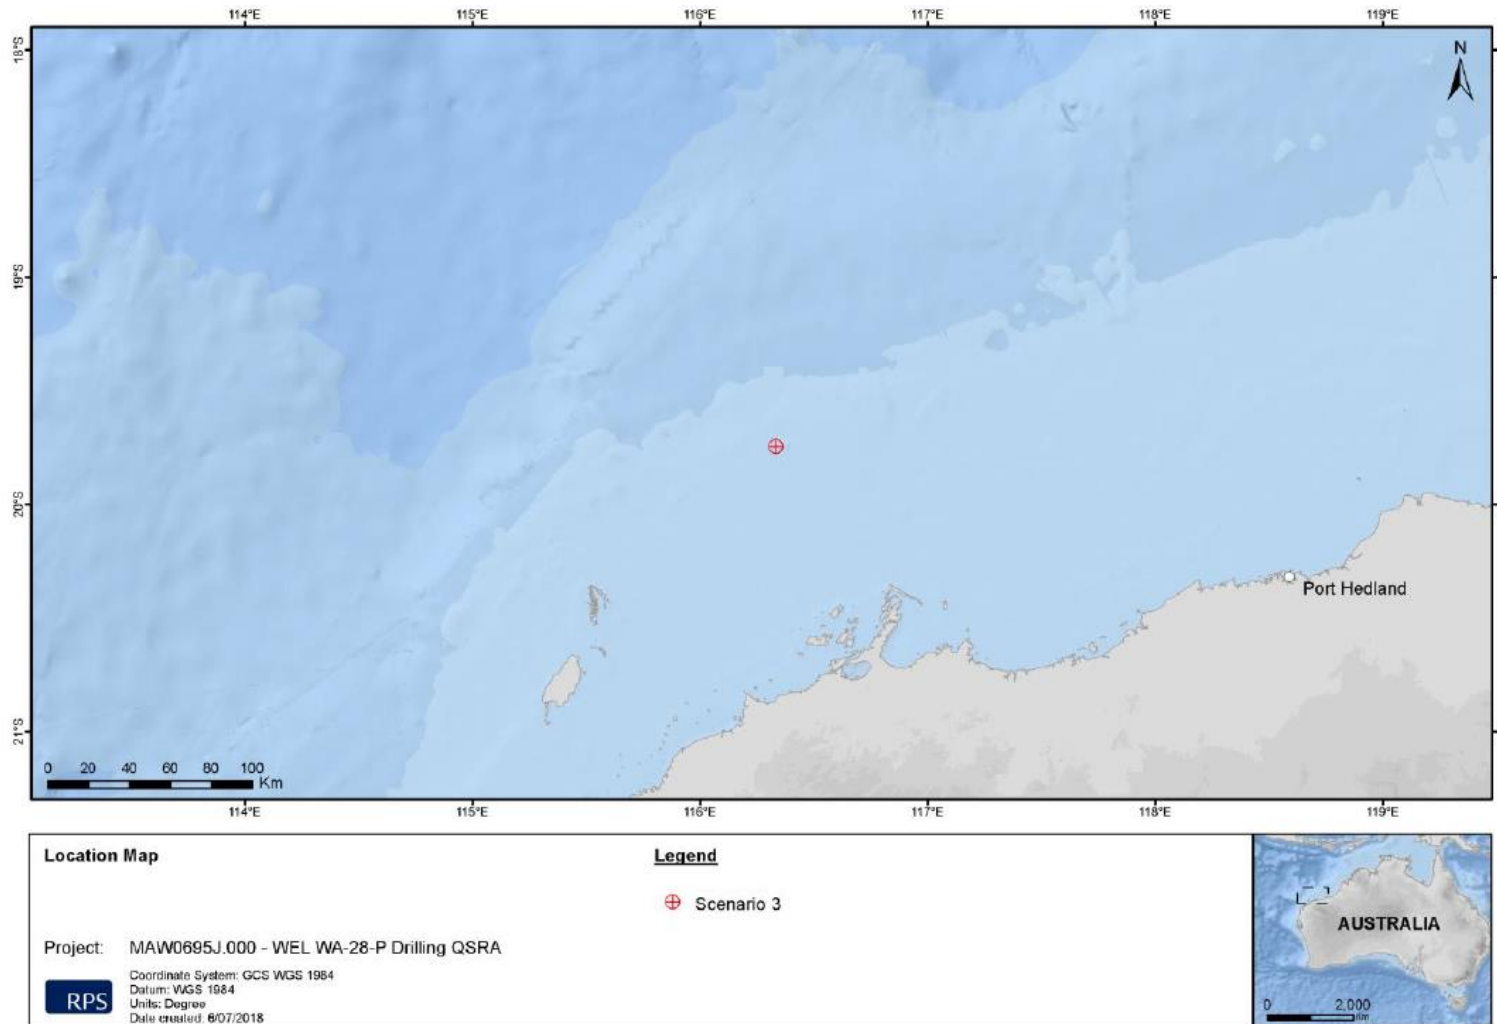 114°E 115°E 116°E 117°E 118°E 119°E
18°S
N
19°S
20°S
Port Hedland
21°S
0 20 40 60 80 100
Km
114°E 115°E 116°E 117°E 118°E 119°E
Location Map
Legend
Scenario 3
Project: MAW0695J.000 - WEL WA-28-P Drilling QSRA
RPS
Coordinate System: GCS WGS 1984
Datum: WGS 1984
Units: Degree
Date created: 6/07/2018
AUSTRALIA
0 2,000
km